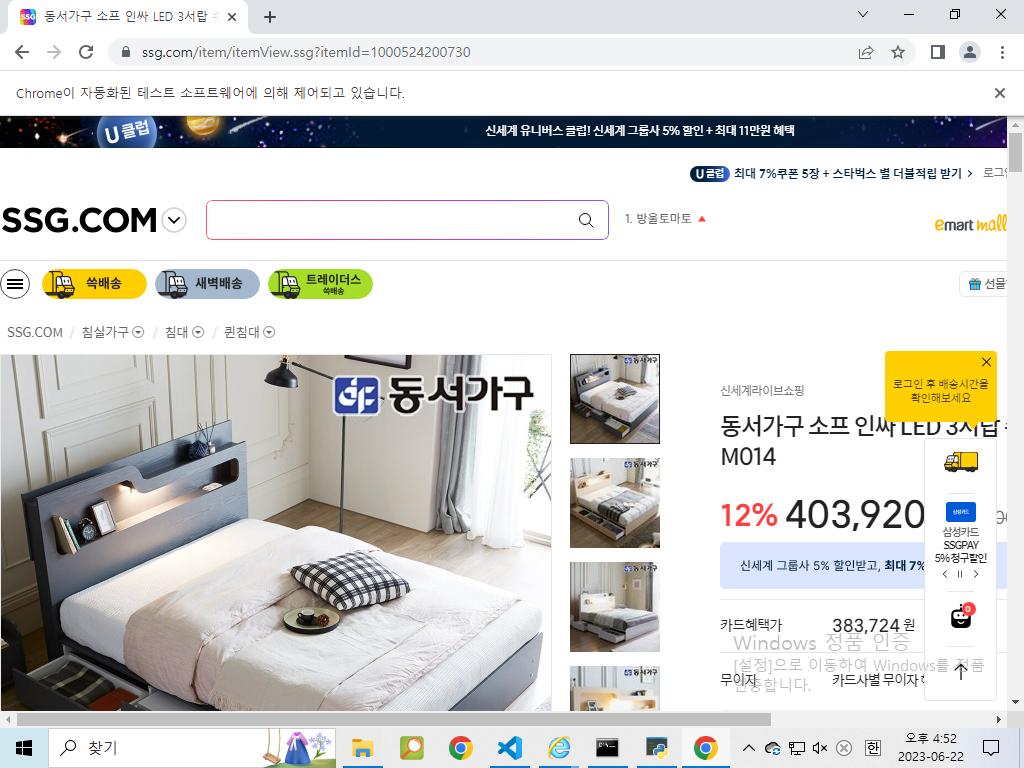 동서가구 소프 인싸 LED 3서랍
ssg.com/item/itemView.ssg?itemId=1000524200730
Chrome이 자동화된 테스트 소프트웨어에 의해 제어되고 있습니다.
U클럽
신세계 유니버스 클럽! 신세계 그룹사 5% 할인 + 최대 11만원 혜택
U클럽 최대 7%쿠폰 5장 + 스타벅스 별 더블적립 받기 >
SSG.COM
1. 방울토마토
emart mall
쓱배송
새벽배송
트레이더스
쓱배송
선물
SSG.COM / 침실가구 / 침대 / 퀸침대
동서가구
신세계라이브쇼핑
로그인 후 배송시간을
확인해보세요
동서가구 소프 인싸 LED 3서랍
M014
12% 403,920
삼성카드
삼성카드
SSGPAY
5% 청구할인
신세계 그룹사 5% 할인받고, 최대 7%
0
카드혜택가 383,724 원
무이자 카드사별 무이자
Windows 정품 인증
[설정]으로 이동하여 Windows를 정품
인증합니다.
찾기
오후 4:52
2023-06-22
한